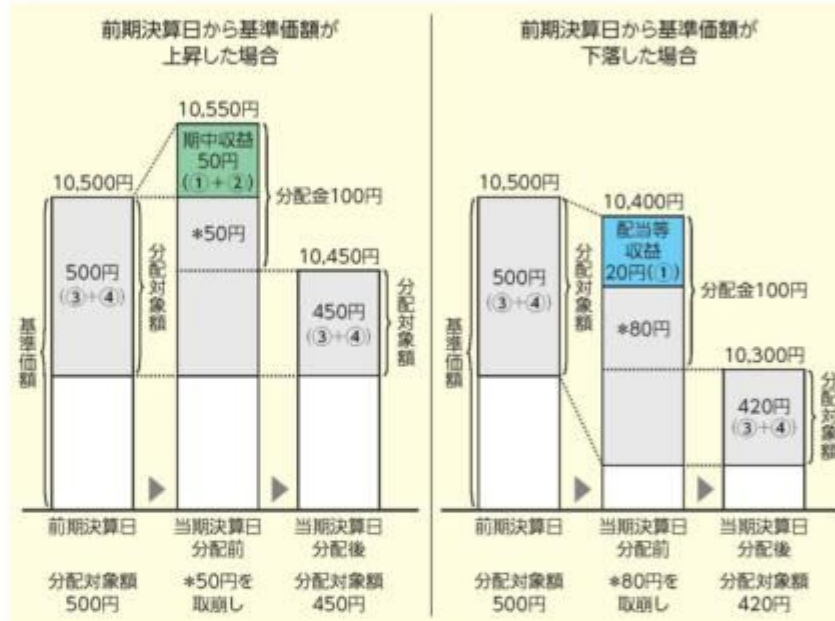 前期決算日から基準価額が
上昇した場合
10,550円
期中収益
50円
(①+②)
10,500円
分配金100円
*50円
10,450円
500円
(③+④)
分配対象額
450円
(③+④)
分配対象額
基準価額
前期決算日
当期決算日
分配前
当期決算日
分配後
分配対象額
500円
*50円を
取崩し
分配対象額
450円
前期決算日から基準価額が
下落した場合
10,500円
10,400円
配当等
収益
20円(①)
500円
(③+④)
分配対象額
分配金100円
*80円
10,300円
基準価額
420円
(③+④)
分配対象額
前期決算日
当期決算日
分配前
当期決算日
分配後
分配対象額
500円
*80円を
取崩し
分配対象額
420円